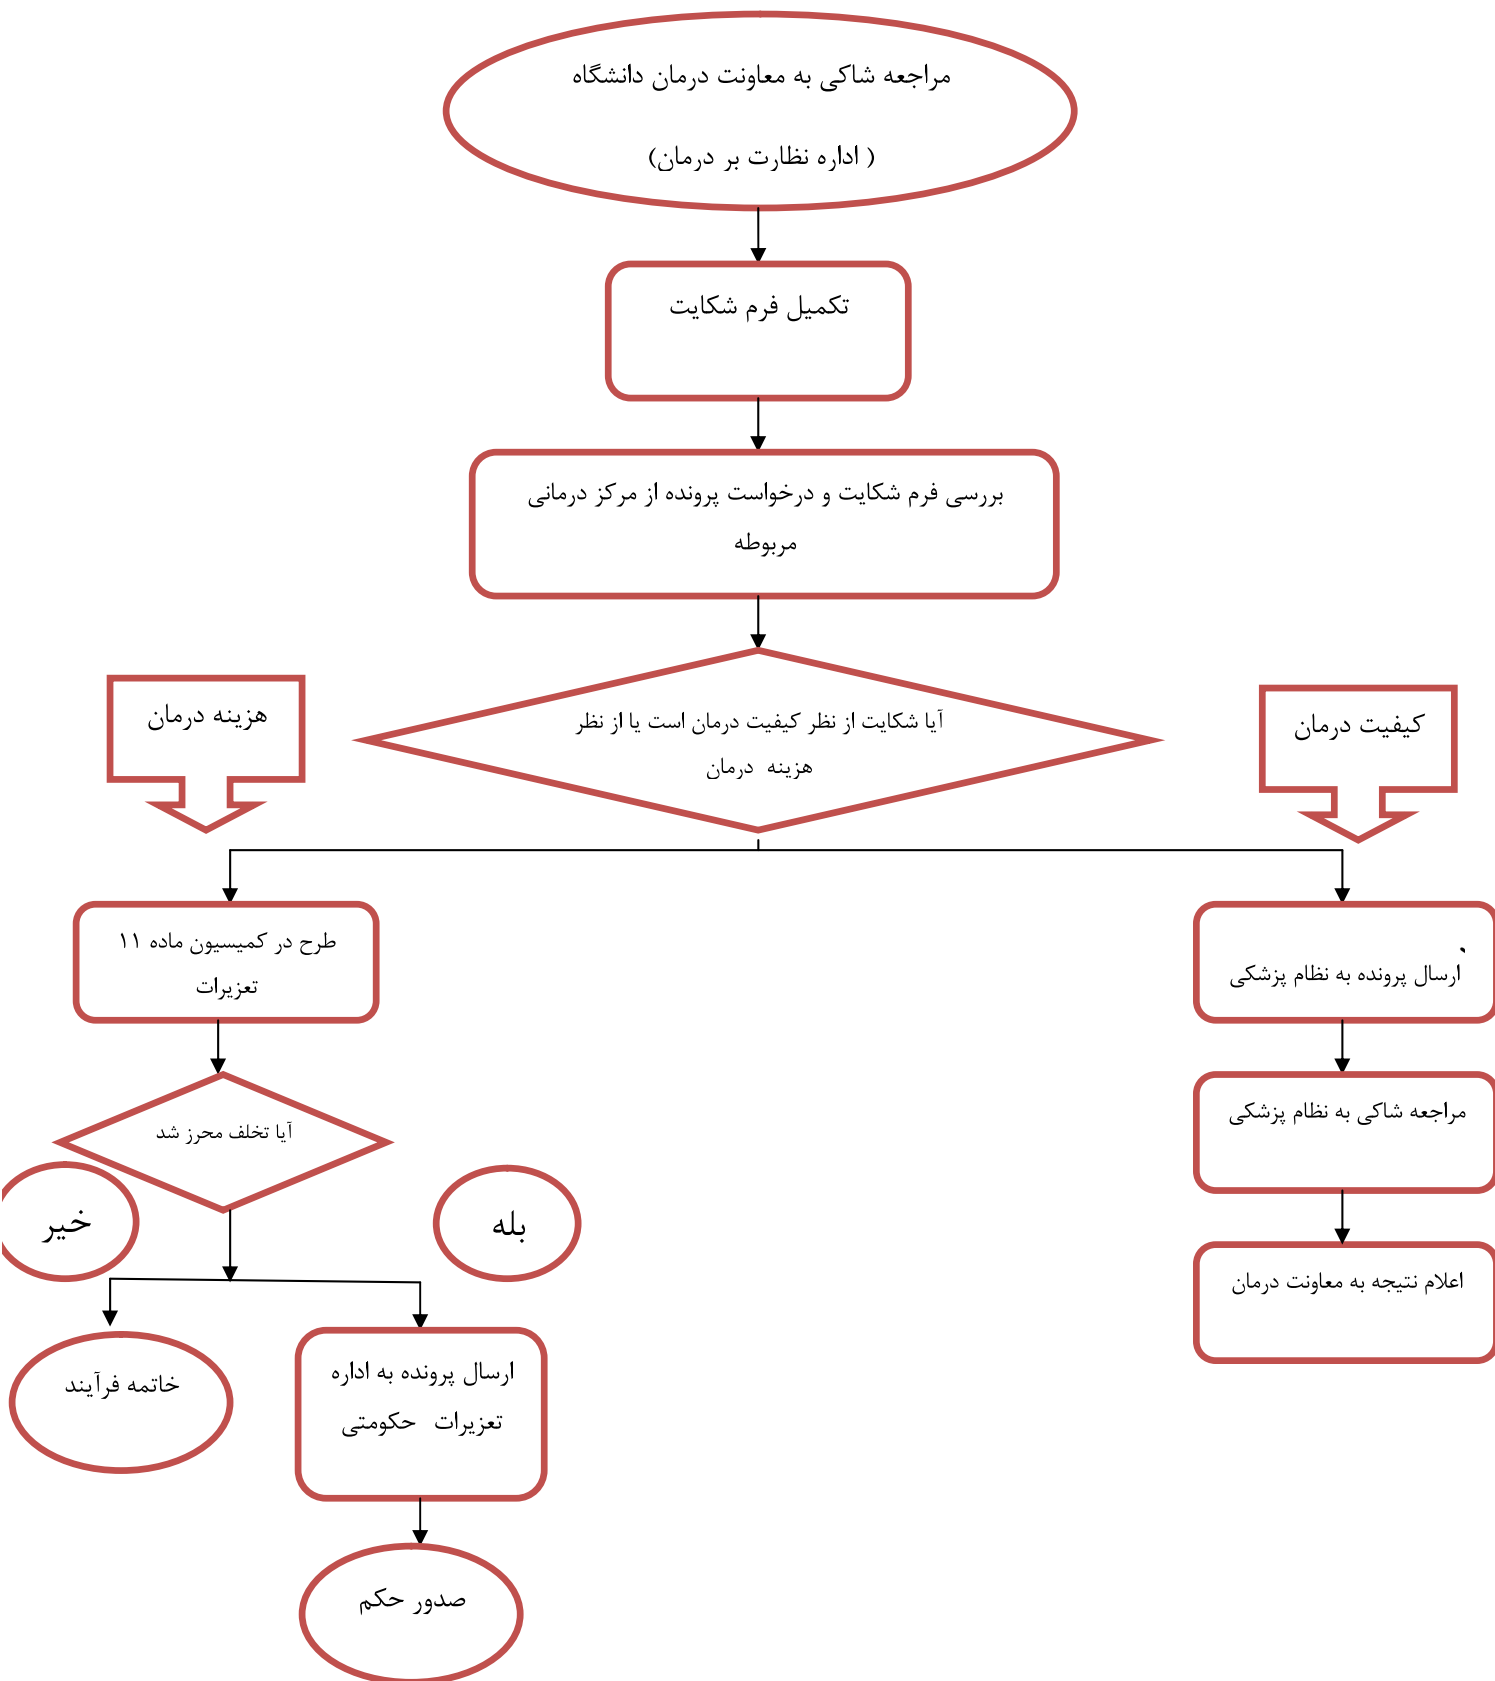 مراجعه شاکی به معاونت درمان دانشگاه
( اداره نظارت بر درمان)
تکمیل فرم شکایت
بررسی فرم شکایت و درخواست پرونده از مرکز درمانی
مربوطه
آیا شکایت از نظر کیفیت درمان است یا از نظر
هزینه درمان
کیفیت درمان
هزینه درمان
ارسال پرونده به نظام پزشکی
مراجعه شاکی به نظام پزشکی
اعلام نتیجه به معاونت درمان
طرح در کمیسیون ماده ۱۱
تعزیرات
آیا تخلف محرز شد
بله
خیر
ارسال پرونده به اداره
تعزیرات حکومتی
خاتمه فرآیند
صدور حکم